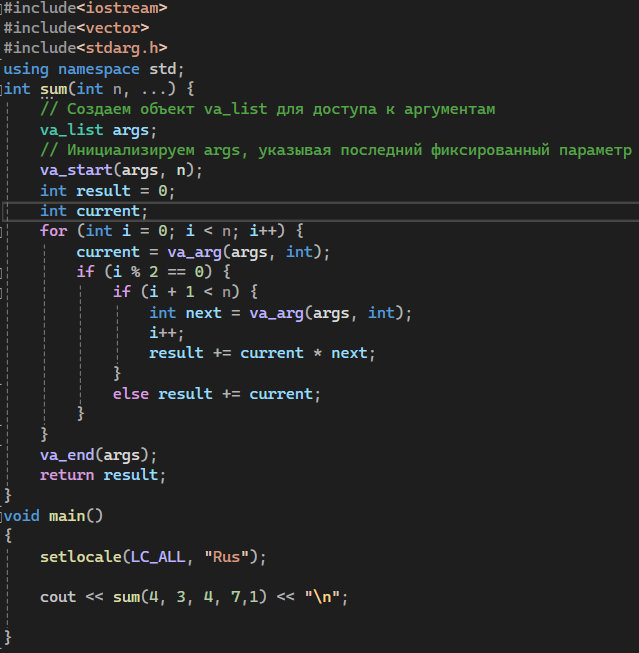 #include<iostream>
#include<vector>
#include<stdarg.h>
using namespace std;
int sum(int n, ...) {
    // Создаем объект va_list для доступа к аргументам
    va_list args;
    // Инициализируем args, указывая последний фиксированный параметр
    va_start(args, n);
    int result = 0;
    int current;
    for (int i = 0; i < n; i++) {
        current = va_arg(args, int);
        if (i % 2 == 0) {
            if (i + 1 < n) {
                int next = va_arg(args, int);
                i++;
                result += current * next;
            }
            else result += current;
        }
    }
    va_end(args);
    return result;
}
void main()
{
    setlocale(LC_ALL, "Rus");
    cout << sum(4, 3, 4, 7,1) << "\n";
}